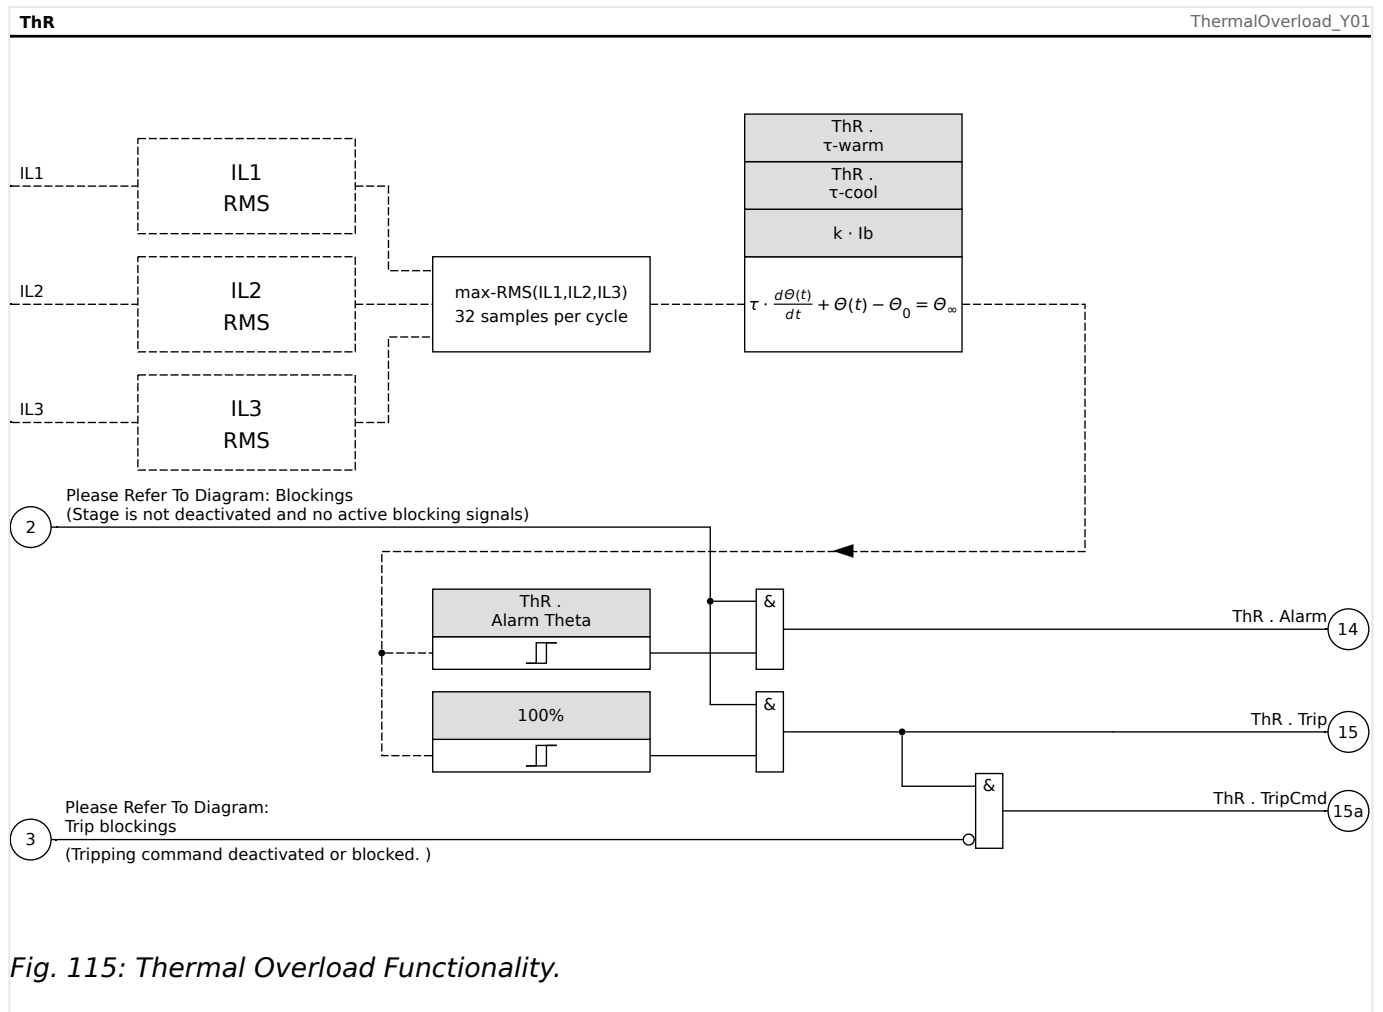 ThR
ThermalOverload_Y01
ThR .
τ-warm
ThR .
τ-cool
k · Ib
IL1
IL1
RMS
IL2
IL2
RMS
max-RMS(IL1,IL2,IL3)
32 samples per cycle
τ · dΘ(t)/dt + Θ(t) − Θ₀ = Θ∞
IL3
IL3
RMS
Please Refer To Diagram: Blockings
(Stage is not deactivated and no active blocking signals)
2
ThR .
Alarm Theta
&
ThR . Alarm
14
100%
&
ThR . Trip
15
&
ThR . TripCmd
15a
Please Refer To Diagram:
Trip blockings
3
(Tripping command deactivated or blocked. )
Fig. 115: Thermal Overload Functionality.